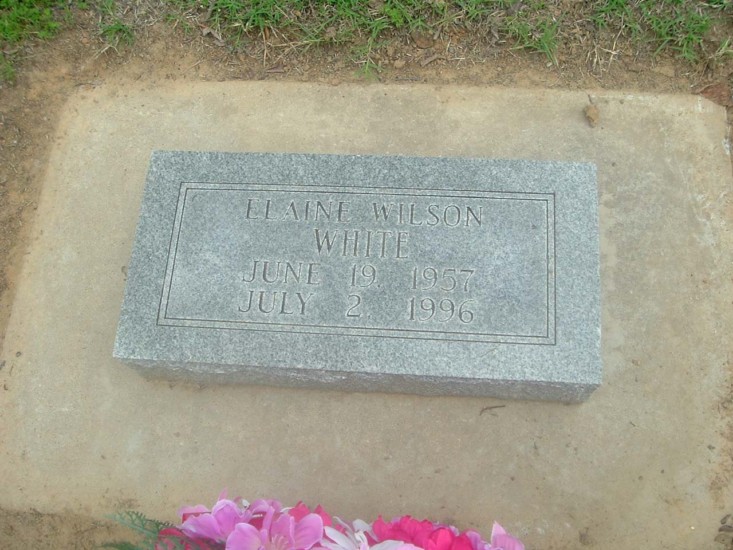 ELAINE WILSON
WHITE
JUNE 19, 1957
JULY 2, 1996